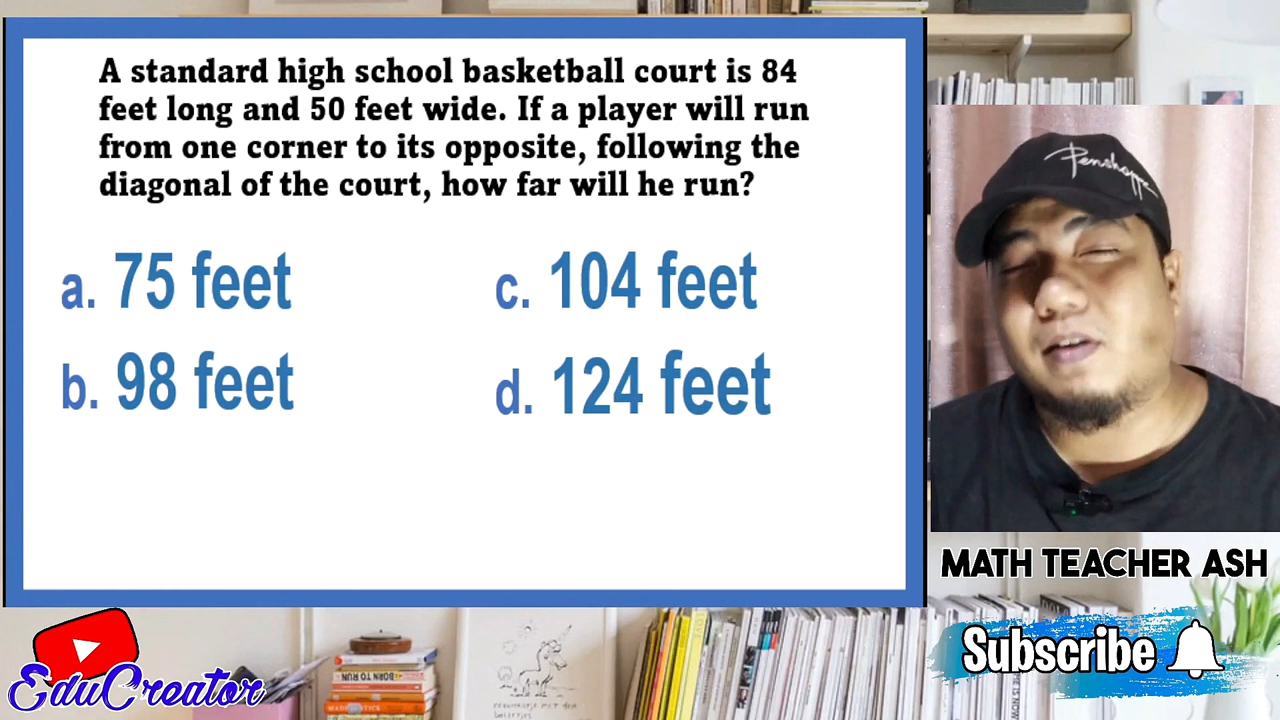 A standard high school basketball court is 84
feet long and 50 feet wide. If a player will run
from one corner to its opposite, following the
diagonal of the court, how far will he run?
a. 75 feet
c. 104 feet
b. 98 feet
d. 124 feet
Penshoppe
MATH TEACHER ASH
Subscribe
EduCreator
BORN TO RUN